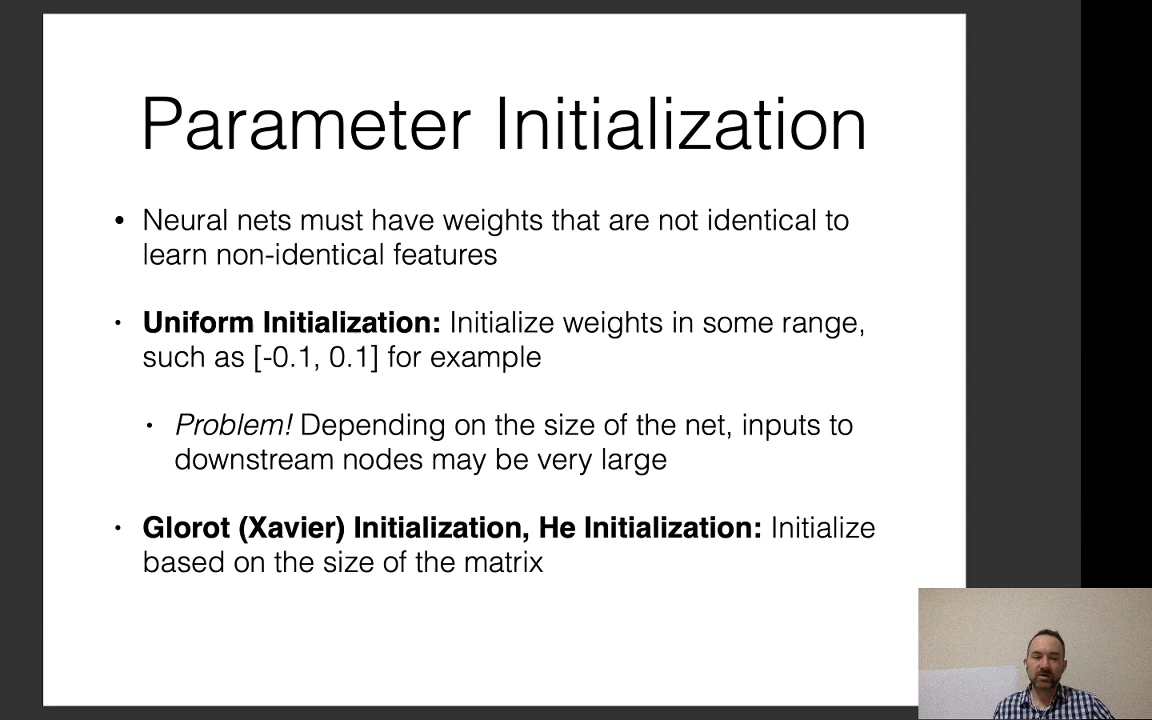 Parameter Initialization
• Neural nets must have weights that are not identical to
learn non-identical features
• Uniform Initialization: Initialize weights in some range,
such as [-0.1, 0.1] for example
• Problem! Depending on the size of the net, inputs to
downstream nodes may be very large
• Glorot (Xavier) Initialization, He Initialization: Initialize
based on the size of the matrix